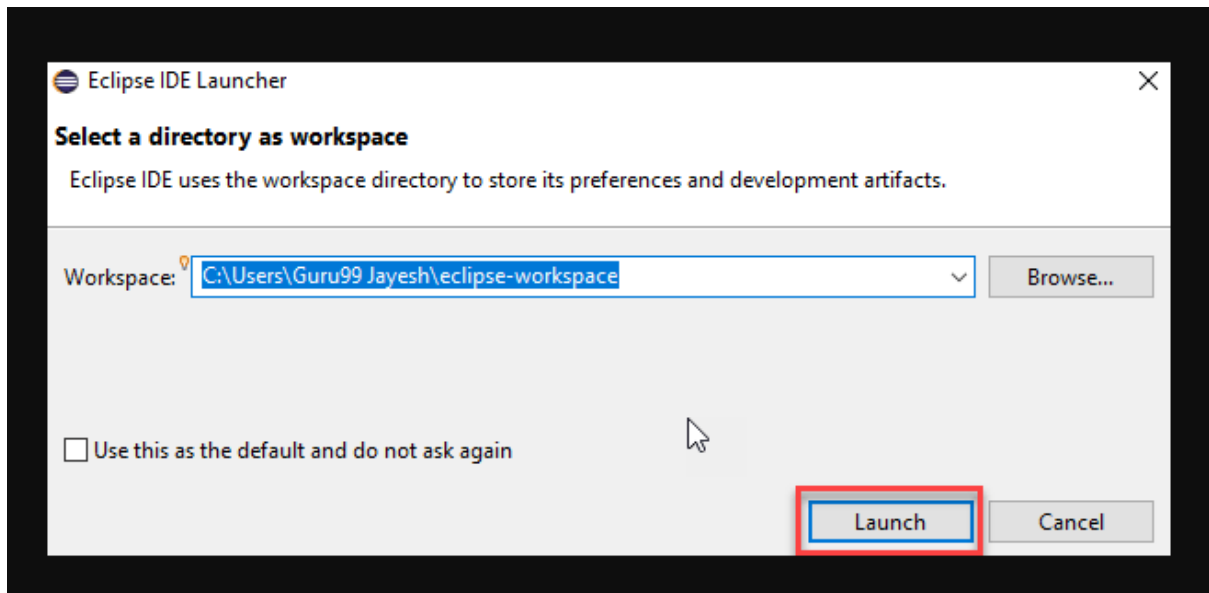 Eclipse IDE Launcher
Select a directory as workspace
Eclipse IDE uses the workspace directory to store its preferences and development artifacts.
Workspace: C:\Users\Guru99 Jayesh\eclipse-workspace Browse...
Use this as the default and do not ask again
Launch Cancel